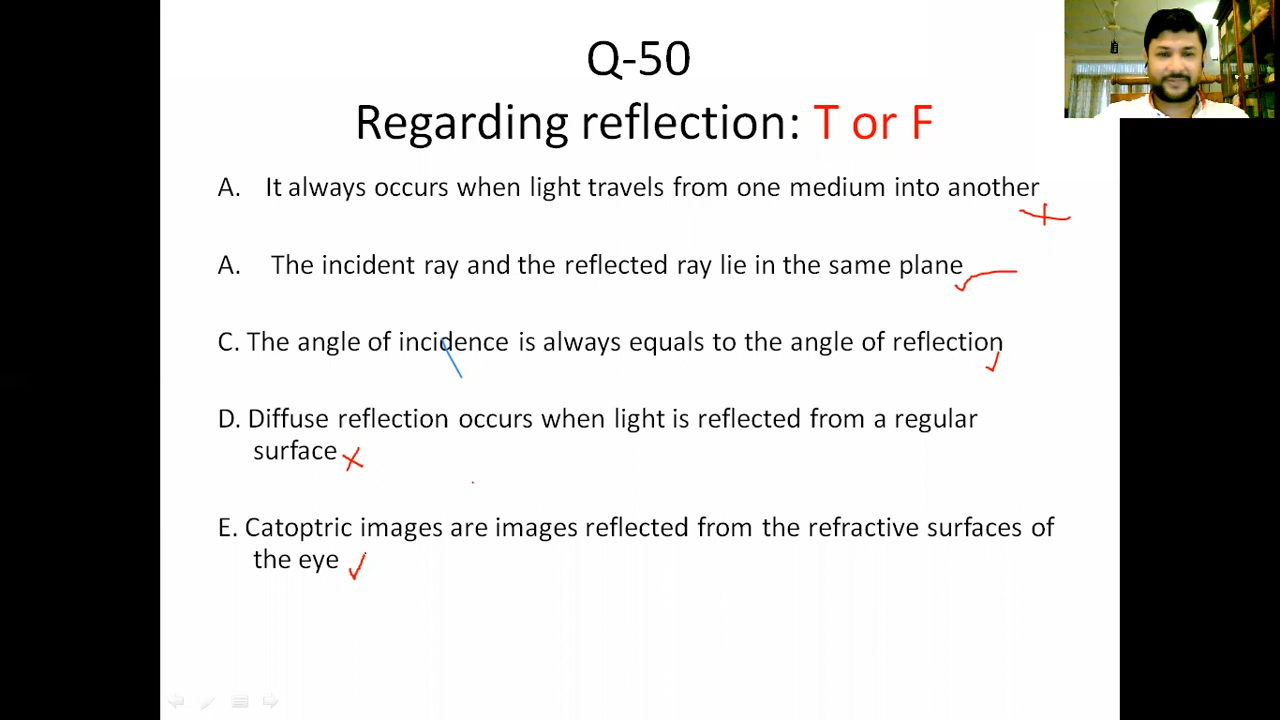 Q-50
Regarding reflection: T or F
A. It always occurs when light travels from one medium into another
A. The incident ray and the reflected ray lie in the same plane
C. The angle of incidence is always equals to the angle of reflection
D. Diffuse reflection occurs when light is reflected from a regular
surface
E. Catoptric images are images reflected from the refractive surfaces of
the eye